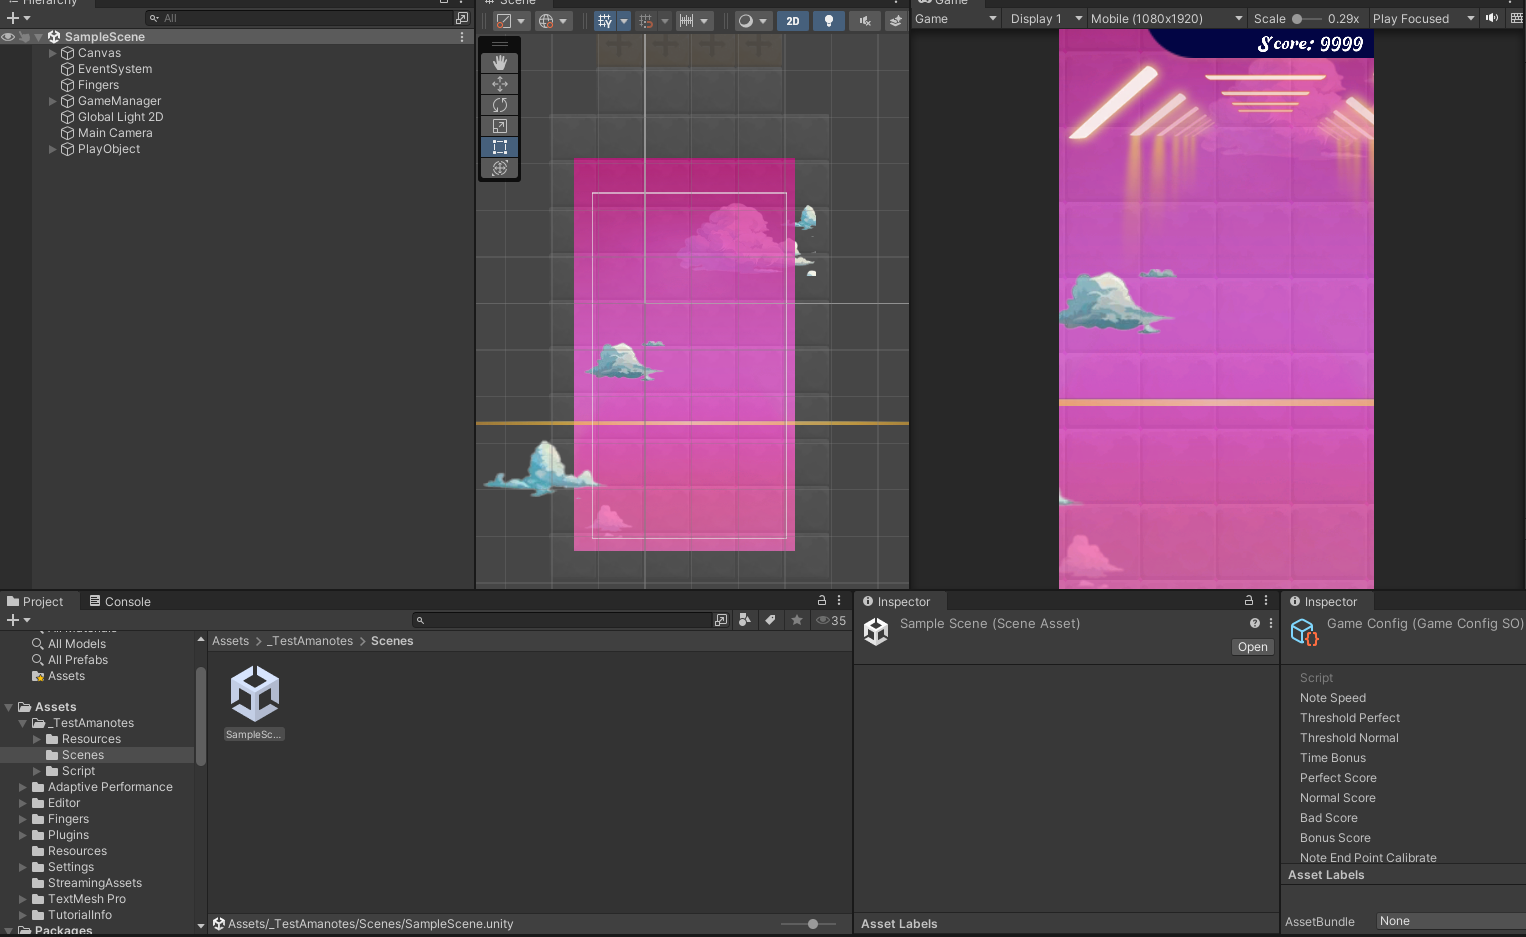 Hierarchy
All
SampleScene
Canvas
EventSystem
Fingers
GameManager
Global Light 2D
Main Camera
PlayObject
Scene
2D
Game
Game
Display 1
Mobile (1080x1920)
Scale
0.29x
Play Focused
Score: 9999
Project
Console
35
All Materials
All Models
All Prefabs
Assets
Assets
_TestAmanotes
Resources
Scenes
Script
Adaptive Performance
Editor
Fingers
Plugins
Resources
Settings
StreamingAssets
TextMesh Pro
TutorialInfo
Packages
Assets > _TestAmanotes > Scenes
SampleSc...
Assets/_TestAmanotes/Scenes/SampleScene.unity
Inspector
Sample Scene (Scene Asset)
Open
Asset Labels
Inspector
Game Config (Game Config SO)
Script
Note Speed
Threshold Perfect
Threshold Normal
Time Bonus
Perfect Score
Normal Score
Bad Score
Bonus Score
Note End Point Calibrate
Asset Labels
AssetBundle
None